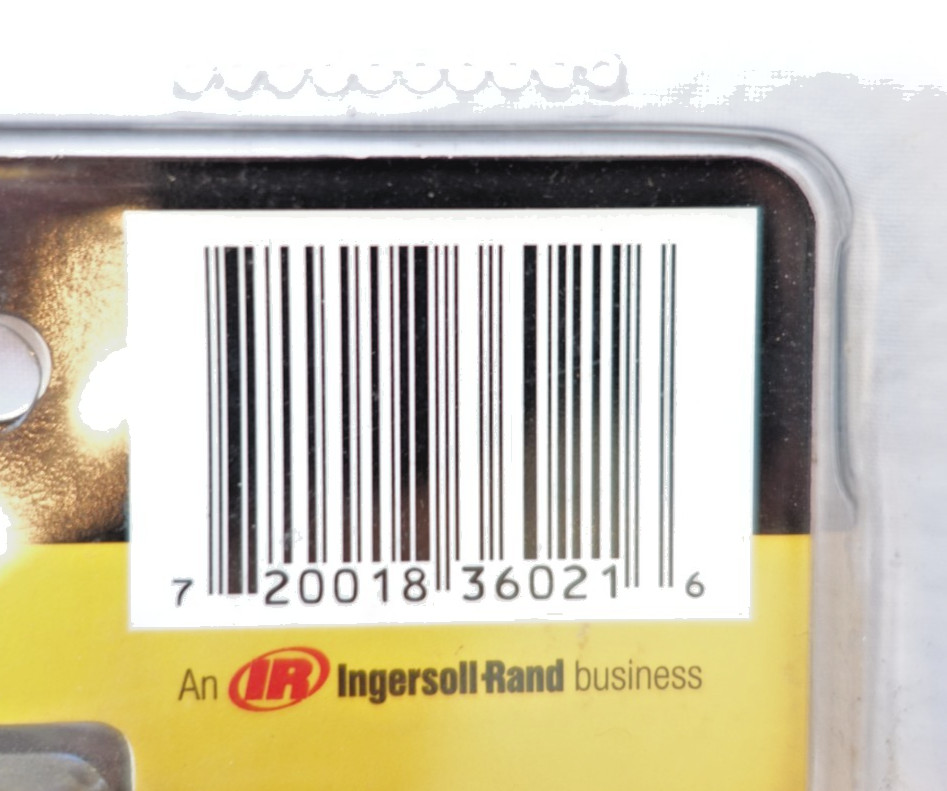 7 20018 36021 6
An IR Ingersoll-Rand business